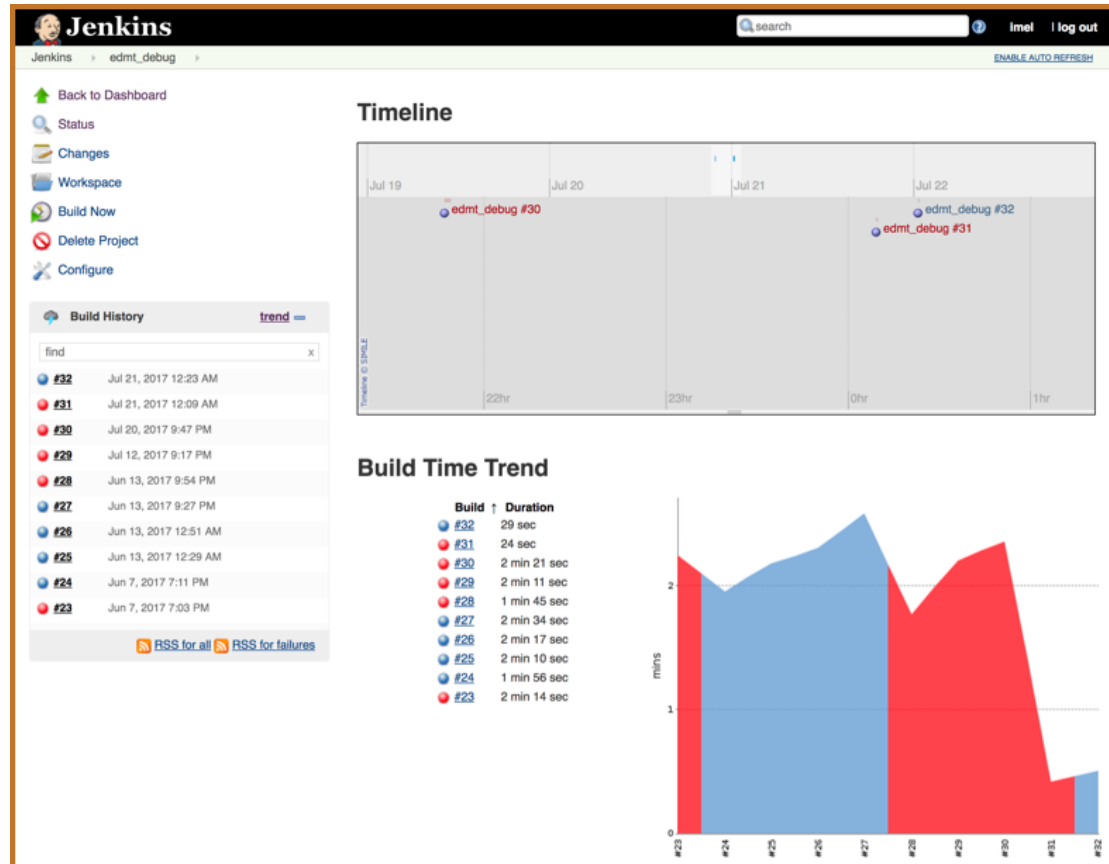 Jenkins
search
imel | log out
Jenkins edmt_debug
ENABLE AUTO REFRESH
Back to Dashboard
Status
Changes
Workspace
Build Now
Delete Project
Configure
Build History trend
find x
#32 Jul 21, 2017 12:23 AM
#31 Jul 21, 2017 12:09 AM
#30 Jul 20, 2017 9:47 PM
#29 Jul 12, 2017 9:17 PM
#28 Jun 13, 2017 9:54 PM
#27 Jun 13, 2017 9:27 PM
#26 Jun 13, 2017 12:51 AM
#25 Jun 13, 2017 12:29 AM
#24 Jun 7, 2017 7:11 PM
#23 Jun 7, 2017 7:03 PM
RSS for all RSS for failures
Timeline
Jul 19 Jul 20 Jul 21 Jul 22
edmt_debug #30 edmt_debug #32
edmt_debug #31
Timeline © SIMILE
22hr 23hr 0hr 1hr
Build Time Trend
Build ↑ Duration
#32 29 sec
#31 24 sec
#30 2 min 21 sec
#29 2 min 11 sec
#28 1 min 45 sec
#27 2 min 34 sec
#26 2 min 17 sec
#25 2 min 10 sec
#24 1 min 56 sec
#23 2 min 14 sec
mins
2
1
0
#23 #24 #25 #26 #27 #28 #29 #30 #31 #32